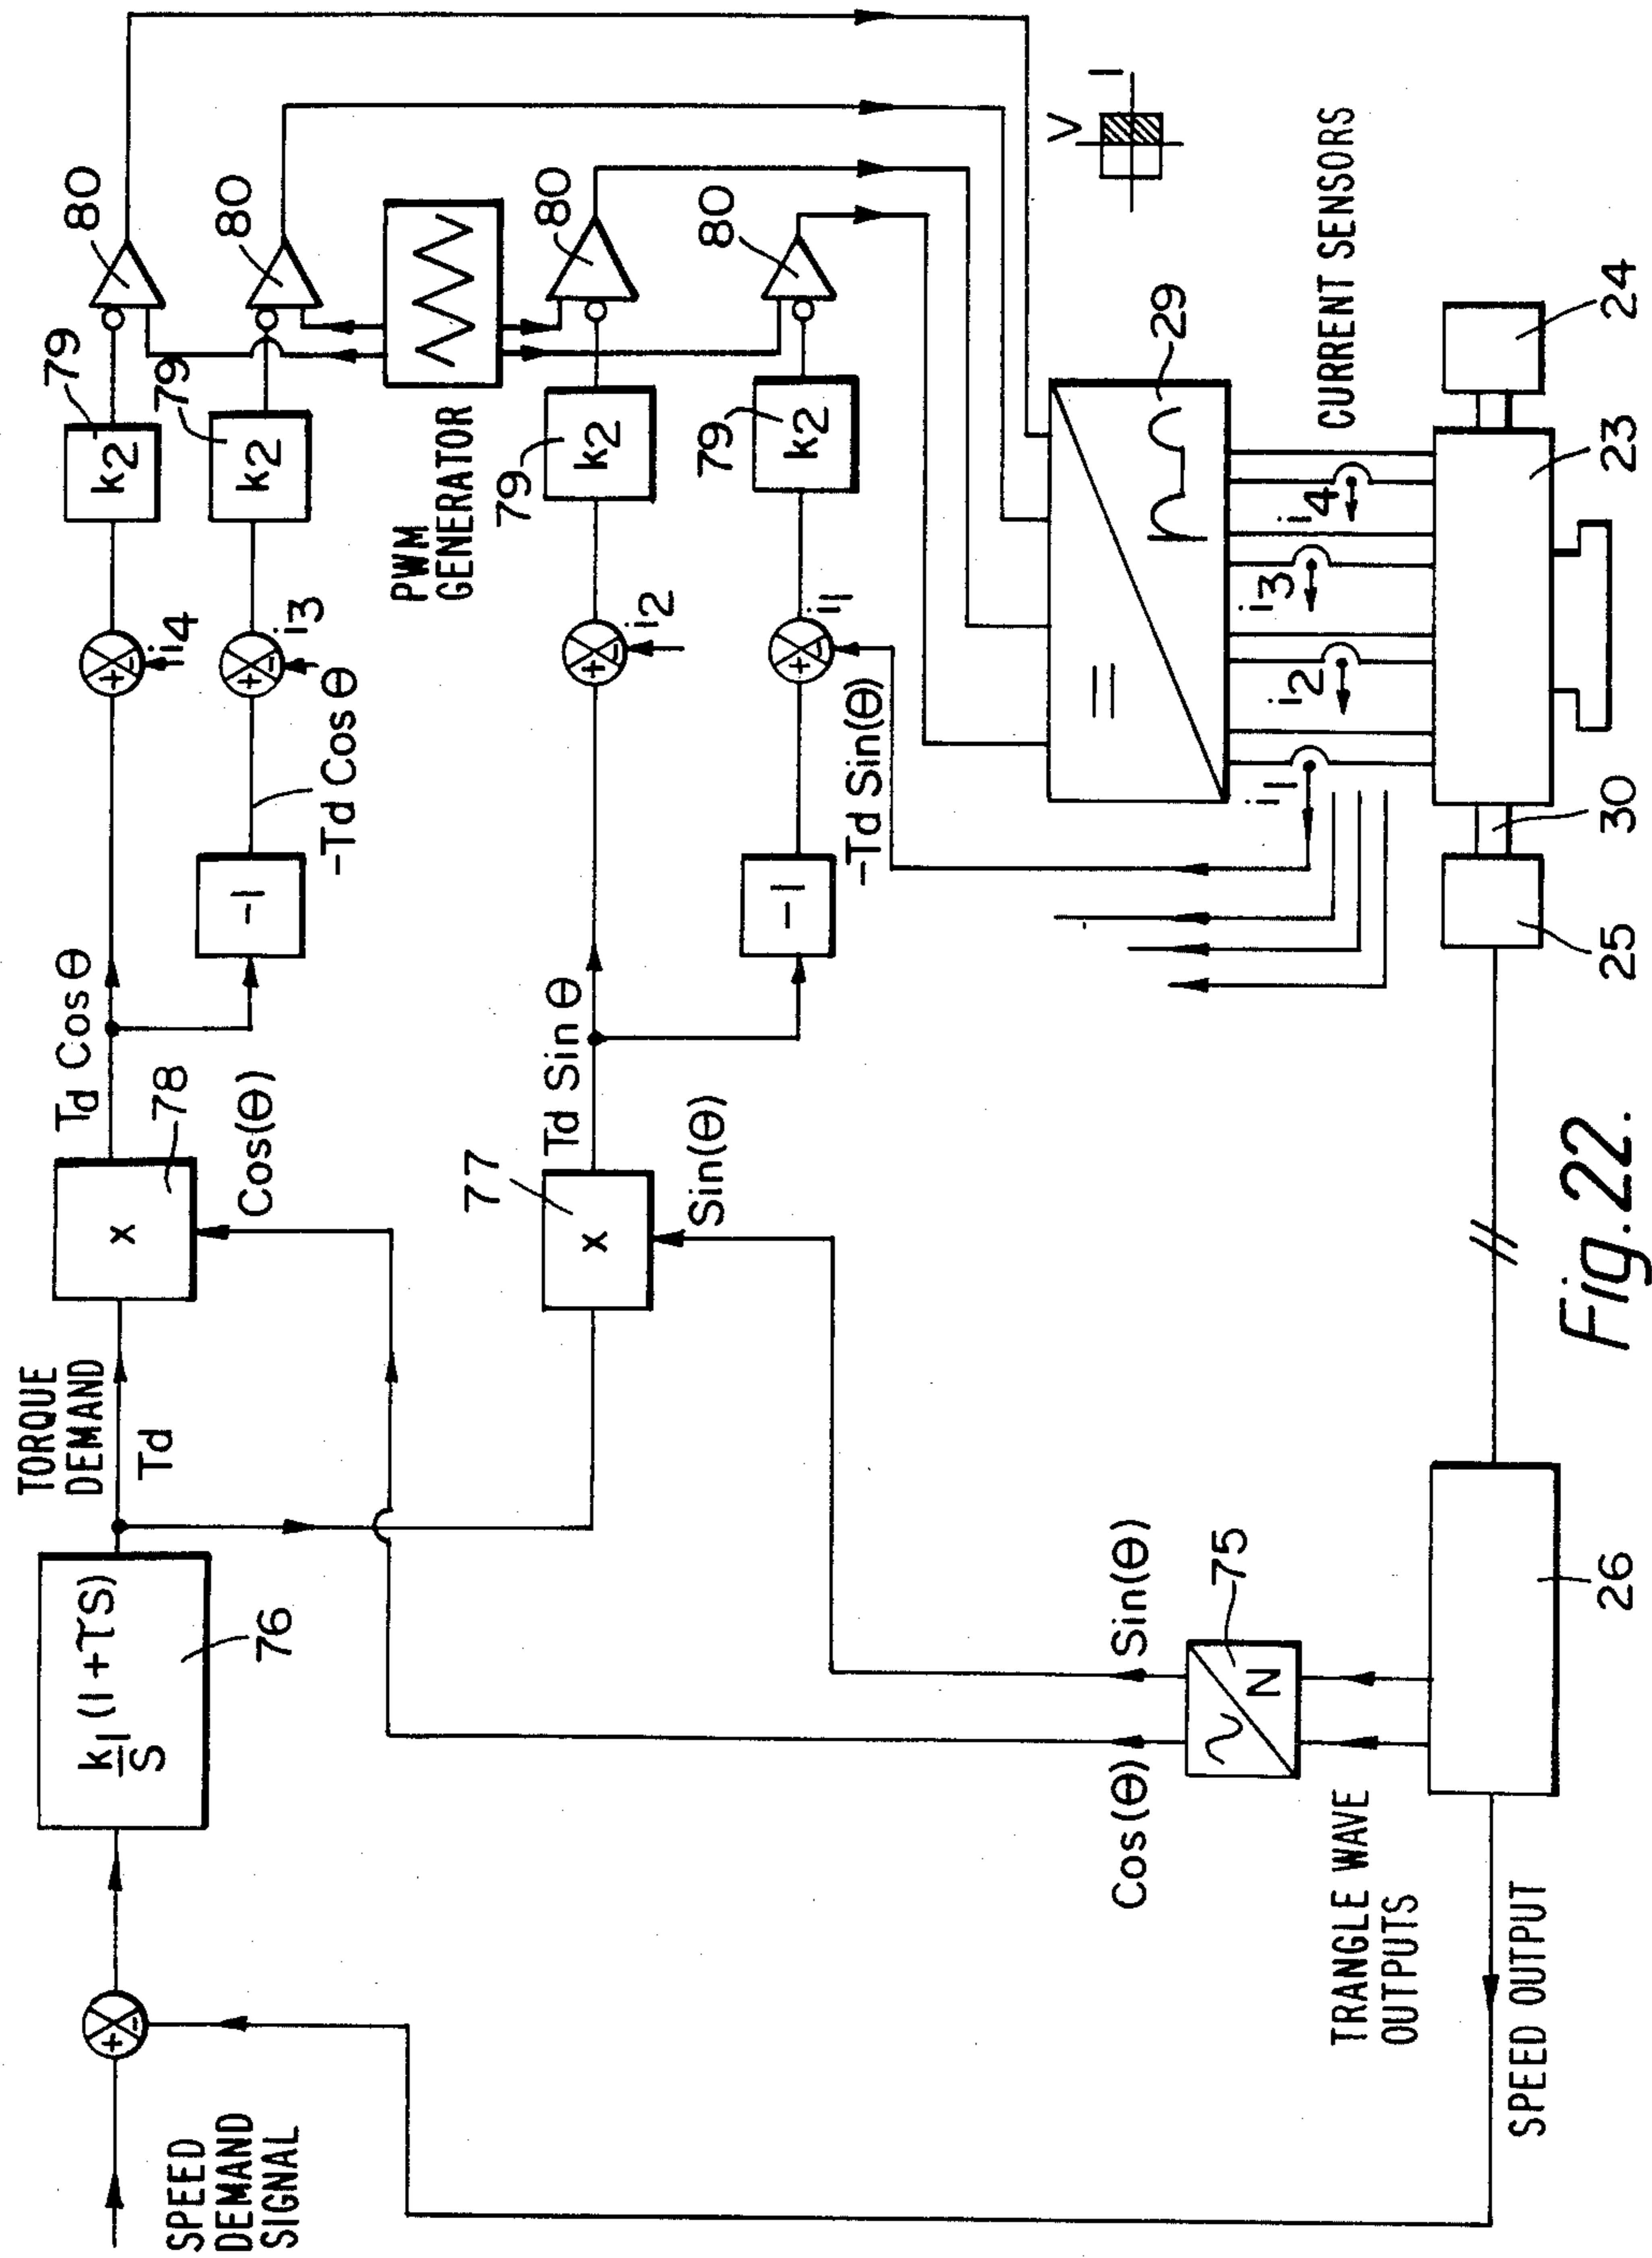 SPEED
DEMAND
SIGNAL
+
-
k1/S (1+τS)
76
TORQUE
DEMAND
Td
x
78
Cos(θ)
Td Cos θ
-1
-Td Cos θ
+
-
i4
+
-
i3
k2
79
k2
79
80
80
PWM
GENERATOR
x
77
Sin(θ)
Td Sin θ
-1
-Td Sin(θ)
+
-
i2
+
-
i1
k2
79
k2
79
80
80
Cos(θ)
Sin(θ)
N
75
TRANGLE WAVE
OUTPUTS
SPEED OUTPUT
26
=
29
V
I
i1
i2
i3
i4
CURRENT SENSORS
25
30
23
24
Fig.22.